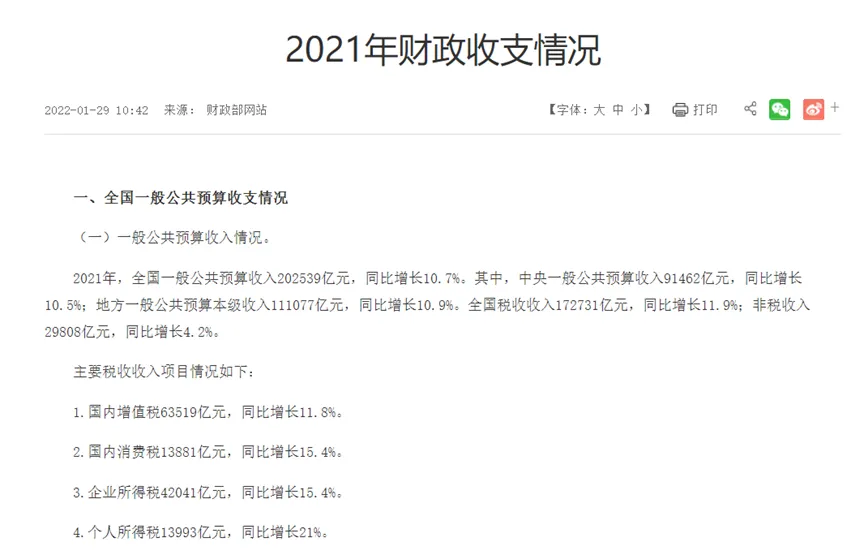 2021年财政收支情况
2022-01-29 10:42 来源： 财政部网站 【字体：大 中 小】 打印 +
一、全国一般公共预算收支情况
（一）一般公共预算收入情况。
2021年，全国一般公共预算收入202539亿元，同比增长10.7%。其中，中央一般公共预算收入91462亿元，同比增长
10.5%；地方一般公共预算本级收入111077亿元，同比增长10.9%。全国税收收入172731亿元，同比增长11.9%；非税收入
29808亿元，同比增长4.2%。
主要税收收入项目情况如下：
1.国内增值税63519亿元，同比增长11.8%。
2.国内消费税13881亿元，同比增长15.4%。
3.企业所得税42041亿元，同比增长15.4%。
4.个人所得税13993亿元，同比增长21%。